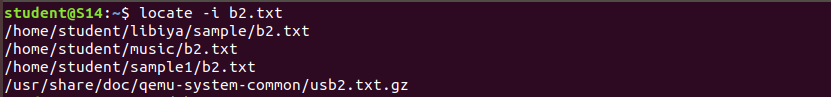 student@S14:~$ locate -i b2.txt
/home/student/libiya/sample/b2.txt
/home/student/music/b2.txt
/home/student/sample1/b2.txt
/usr/share/doc/qemu-system-common/usb2.txt.gz